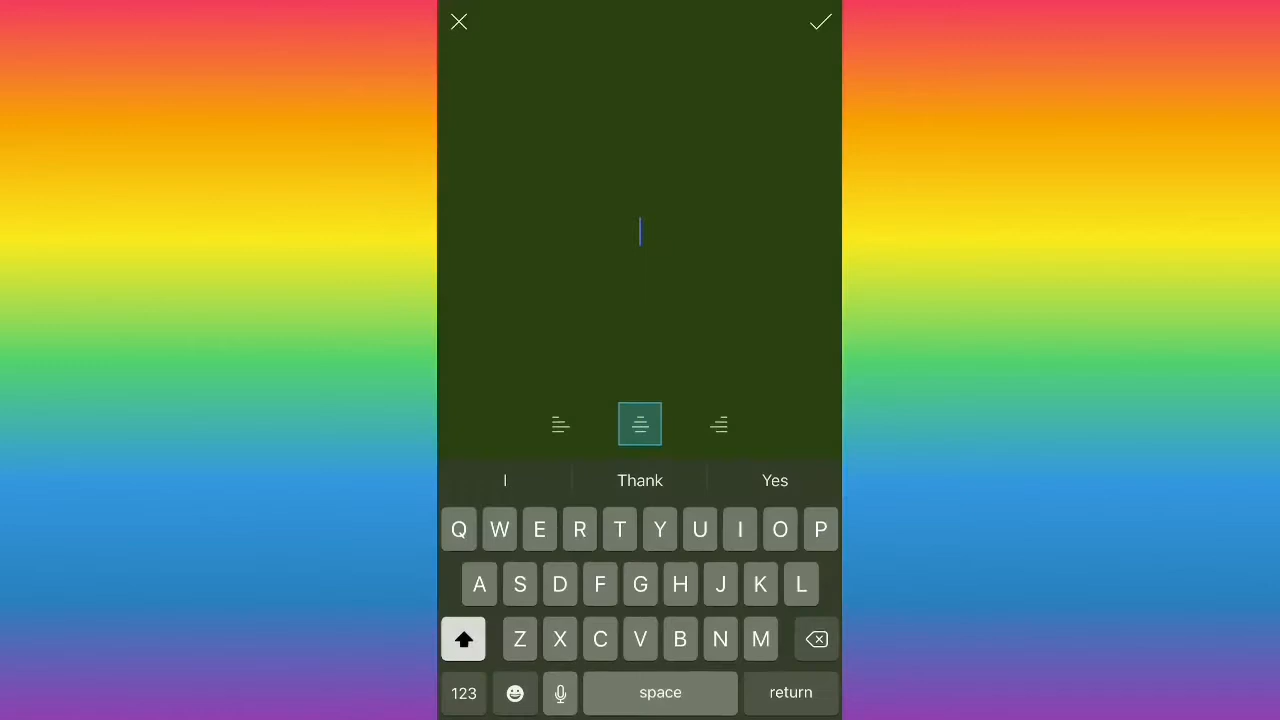 I Thank Yes
Q W E R T Y U I O P
A S D F G H J K L
Z X C V B N M
123 space return